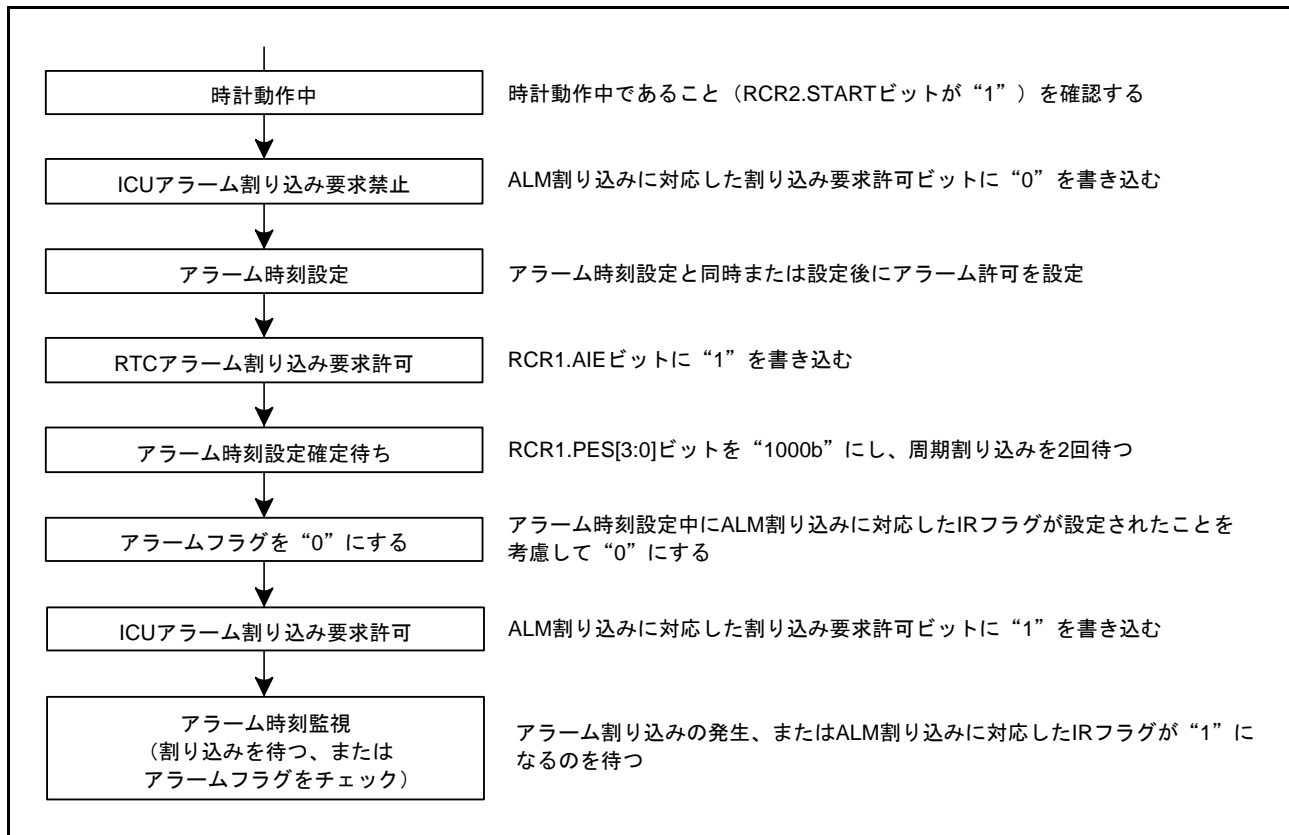 時計動作中
時計動作中であること（RCR2.STARTビットが“1”）を確認する
ICUアラーム割り込み要求禁止
ALM割り込みに対応した割り込み要求許可ビットに“0”を書き込む
アラーム時刻設定
アラーム時刻設定と同時または設定後にアラーム許可を設定
RTCアラーム割り込み要求許可
RCR1.AIEビットに“1”を書き込む
アラーム時刻設定確定待ち
RCR1.PES[3:0]ビットを“1000b”にし、周期割り込みを2回待つ
アラームフラグを“0”にする
アラーム時刻設定中にALM割り込みに対応したIRフラグが設定されたことを
考慮して“0”にする
ICUアラーム割り込み要求許可
ALM割り込みに対応した割り込み要求許可ビットに“1”を書き込む
アラーム時刻監視
（割り込みを待つ、または
アラームフラグをチェック）
アラーム割り込みの発生、またはALM割り込みに対応したIRフラグが“1”に
なるのを待つ